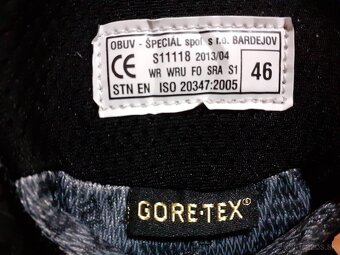 OBUV - ŠPECIÁL spol. s r.o. BARDEJOV
CE S11118 2013/04
WR WRU FO SRA S1
46
STN EN ISO 20347:2005
GORE-TEX®